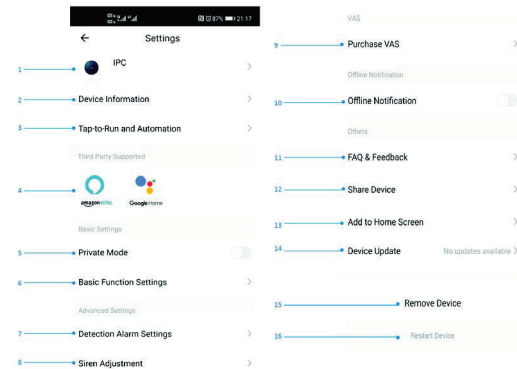 87% 21:17
Settings
1 IPC
2 Device Information
3 Tap-to-Run and Automation
Third Party Supported
4
amazon echo Google Home
Basic Settings
5 Private Mode
6 Basic Function Settings
Advanced Settings
7 Detection Alarm Settings
8 Siren Adjustment
VAS
9 Purchase VAS
Offline Notification
10 Offline Notification
Others
11 FAQ & Feedback
12 Share Device
13 Add to Home Screen
14 Device Update No updates available
15 Remove Device
16 Restart Device